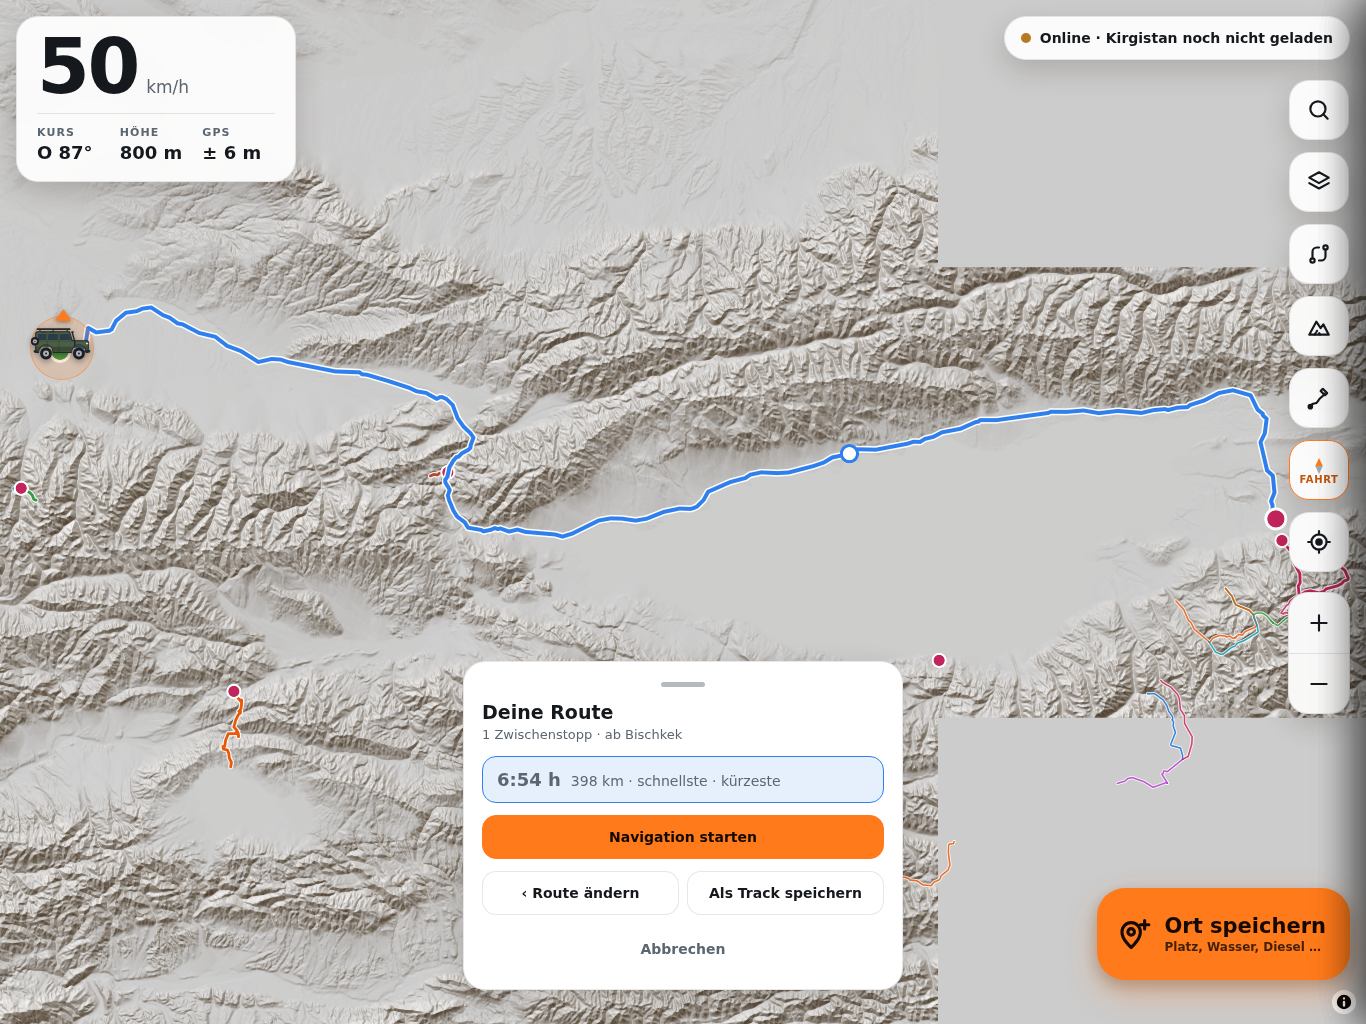 50 km/h
KURS HÖHE GPS
O 87° 800 m ± 6 m
Online · Kirgistan noch nicht geladen
FAHRT
Deine Route
1 Zwischenstopp · ab Bischkek
6:54 h 398 km · schnellste · kürzeste
Navigation starten
‹ Route ändern Als Track speichern
Abbrechen
Ort speichern
Platz, Wasser, Diesel …